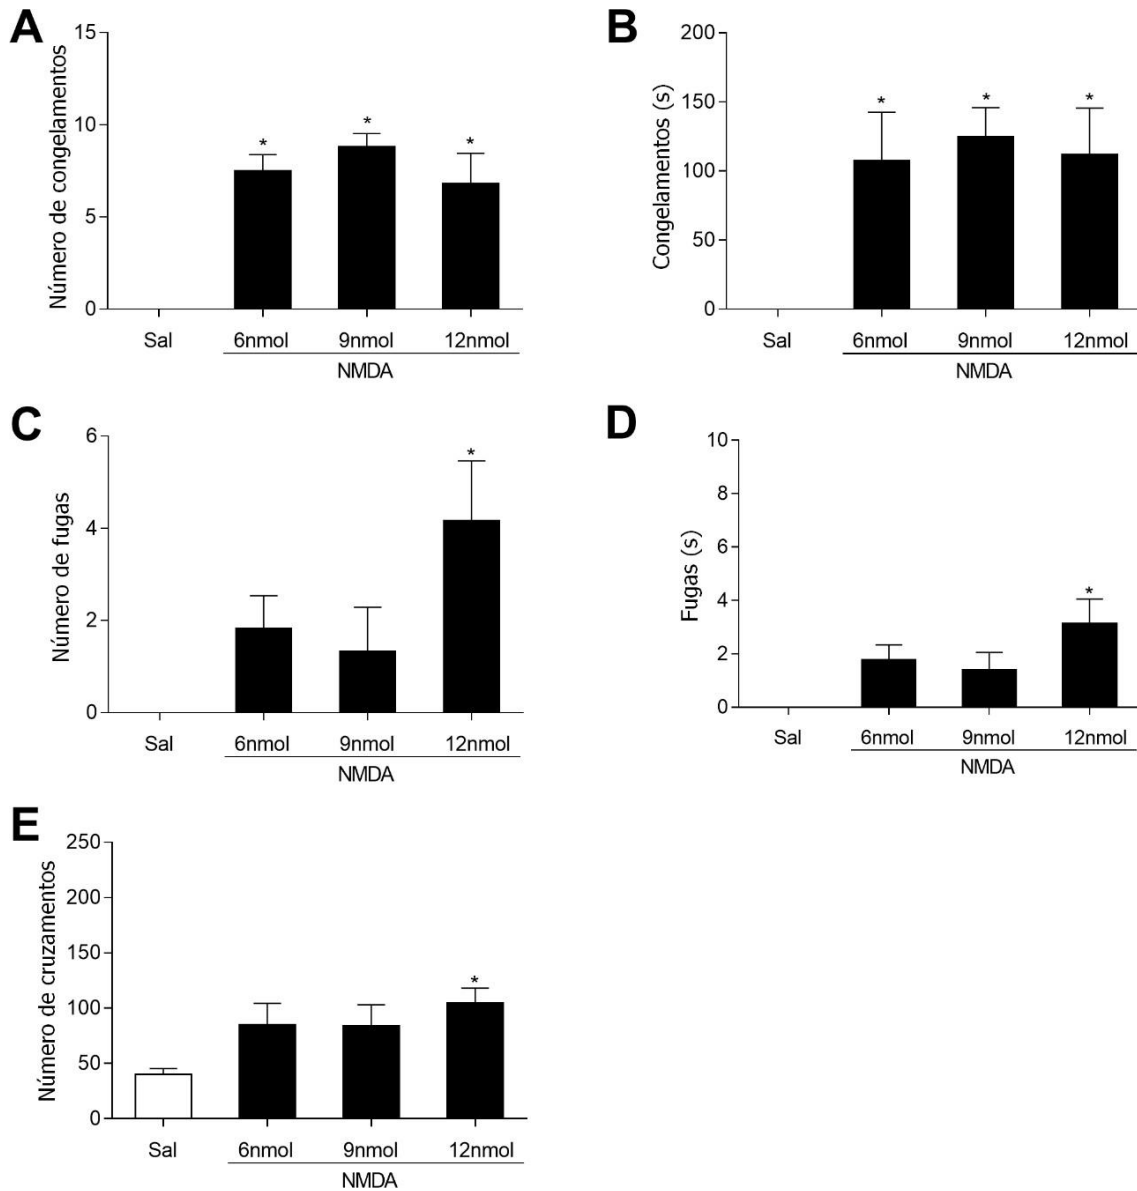 A
Número de congelamentos
15
10
5
0
*
*
*
Sal
6nmol
9nmol
12nmol
NMDA
B
Congelamentos (s)
200
150
100
50
0
*
*
*
Sal
6nmol
9nmol
12nmol
NMDA
C
Número de fugas
6
4
2
0
*
Sal
6nmol
9nmol
12nmol
NMDA
D
Fugas (s)
10
8
6
4
2
0
*
Sal
6nmol
9nmol
12nmol
NMDA
E
Número de cruzamentos
250
200
150
100
50
0
*
Sal
6nmol
9nmol
12nmol
NMDA